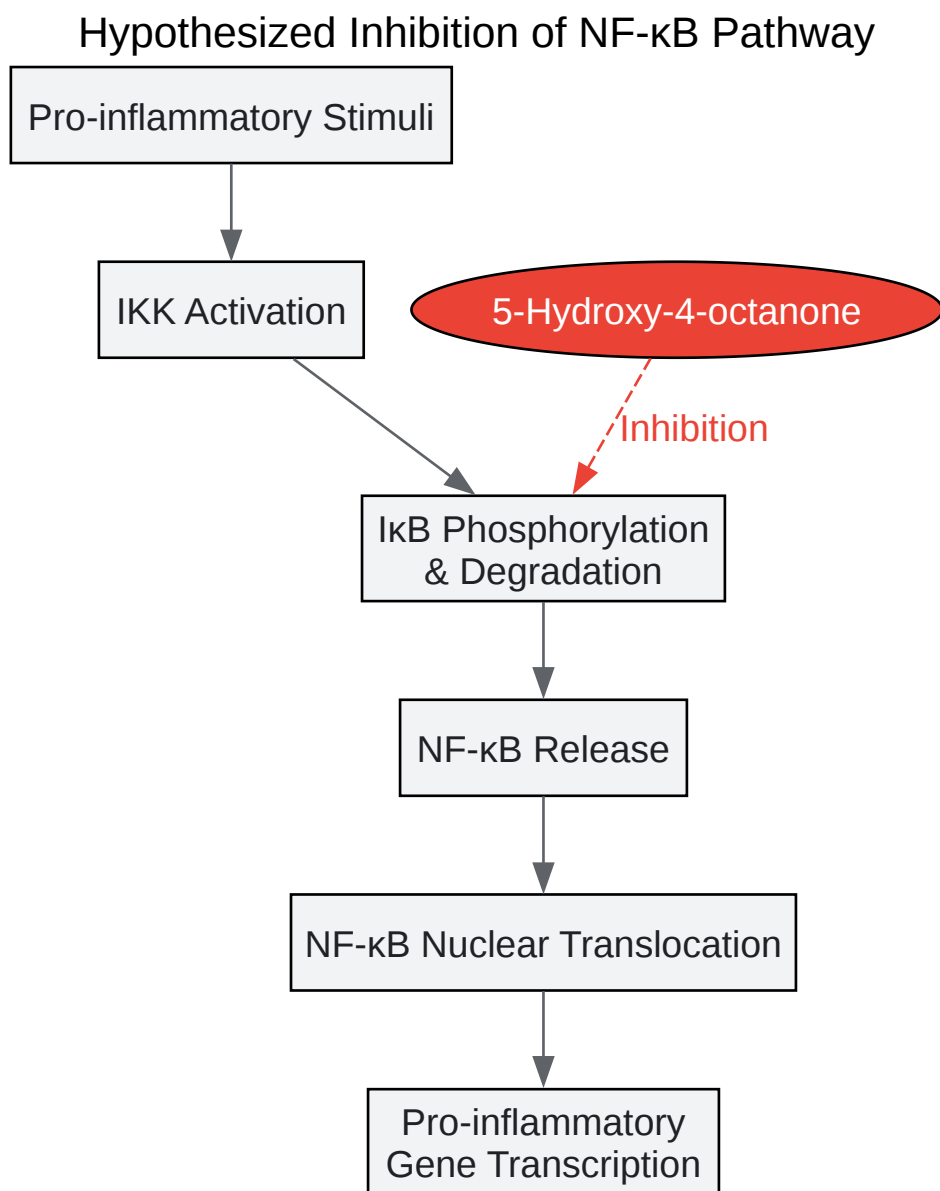 Hypothesized Inhibition of NF-κB Pathway
Pro-inflammatory Stimuli
IKK Activation
5-Hydroxy-4-octanone
Inhibition
IκB Phosphorylation
& Degradation
NF-κB Release
NF-κB Nuclear Translocation
Pro-inflammatory
Gene Transcription